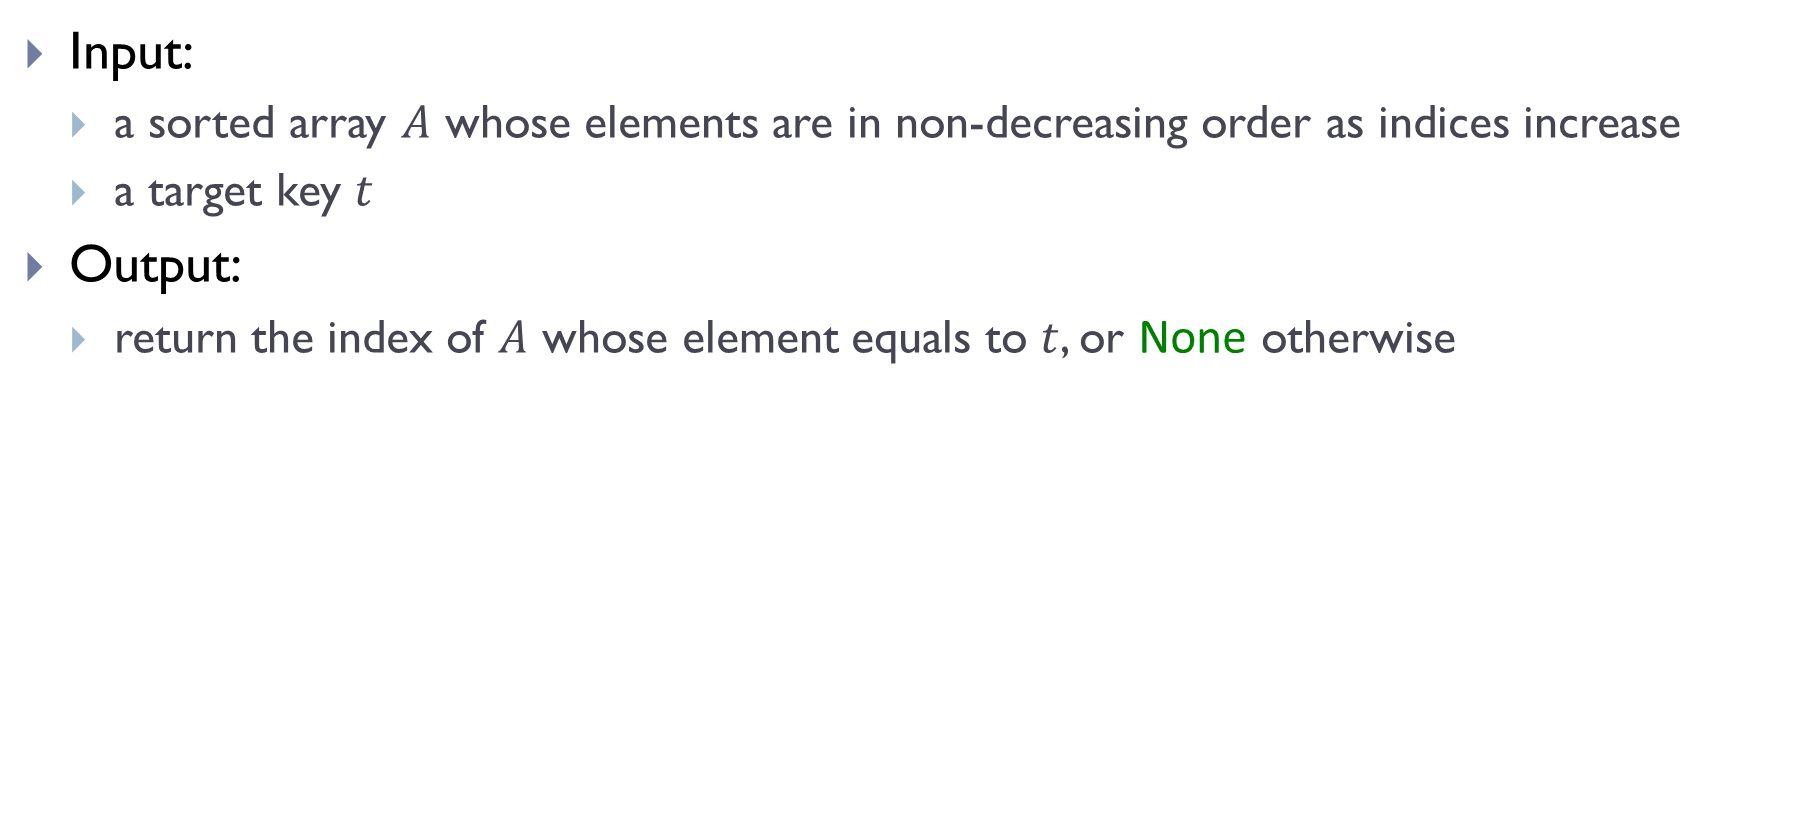 Input:
a sorted array A whose elements are in non-decreasing order as indices increase
a target key t
Output:
return the index of A whose element equals to t, or None otherwise